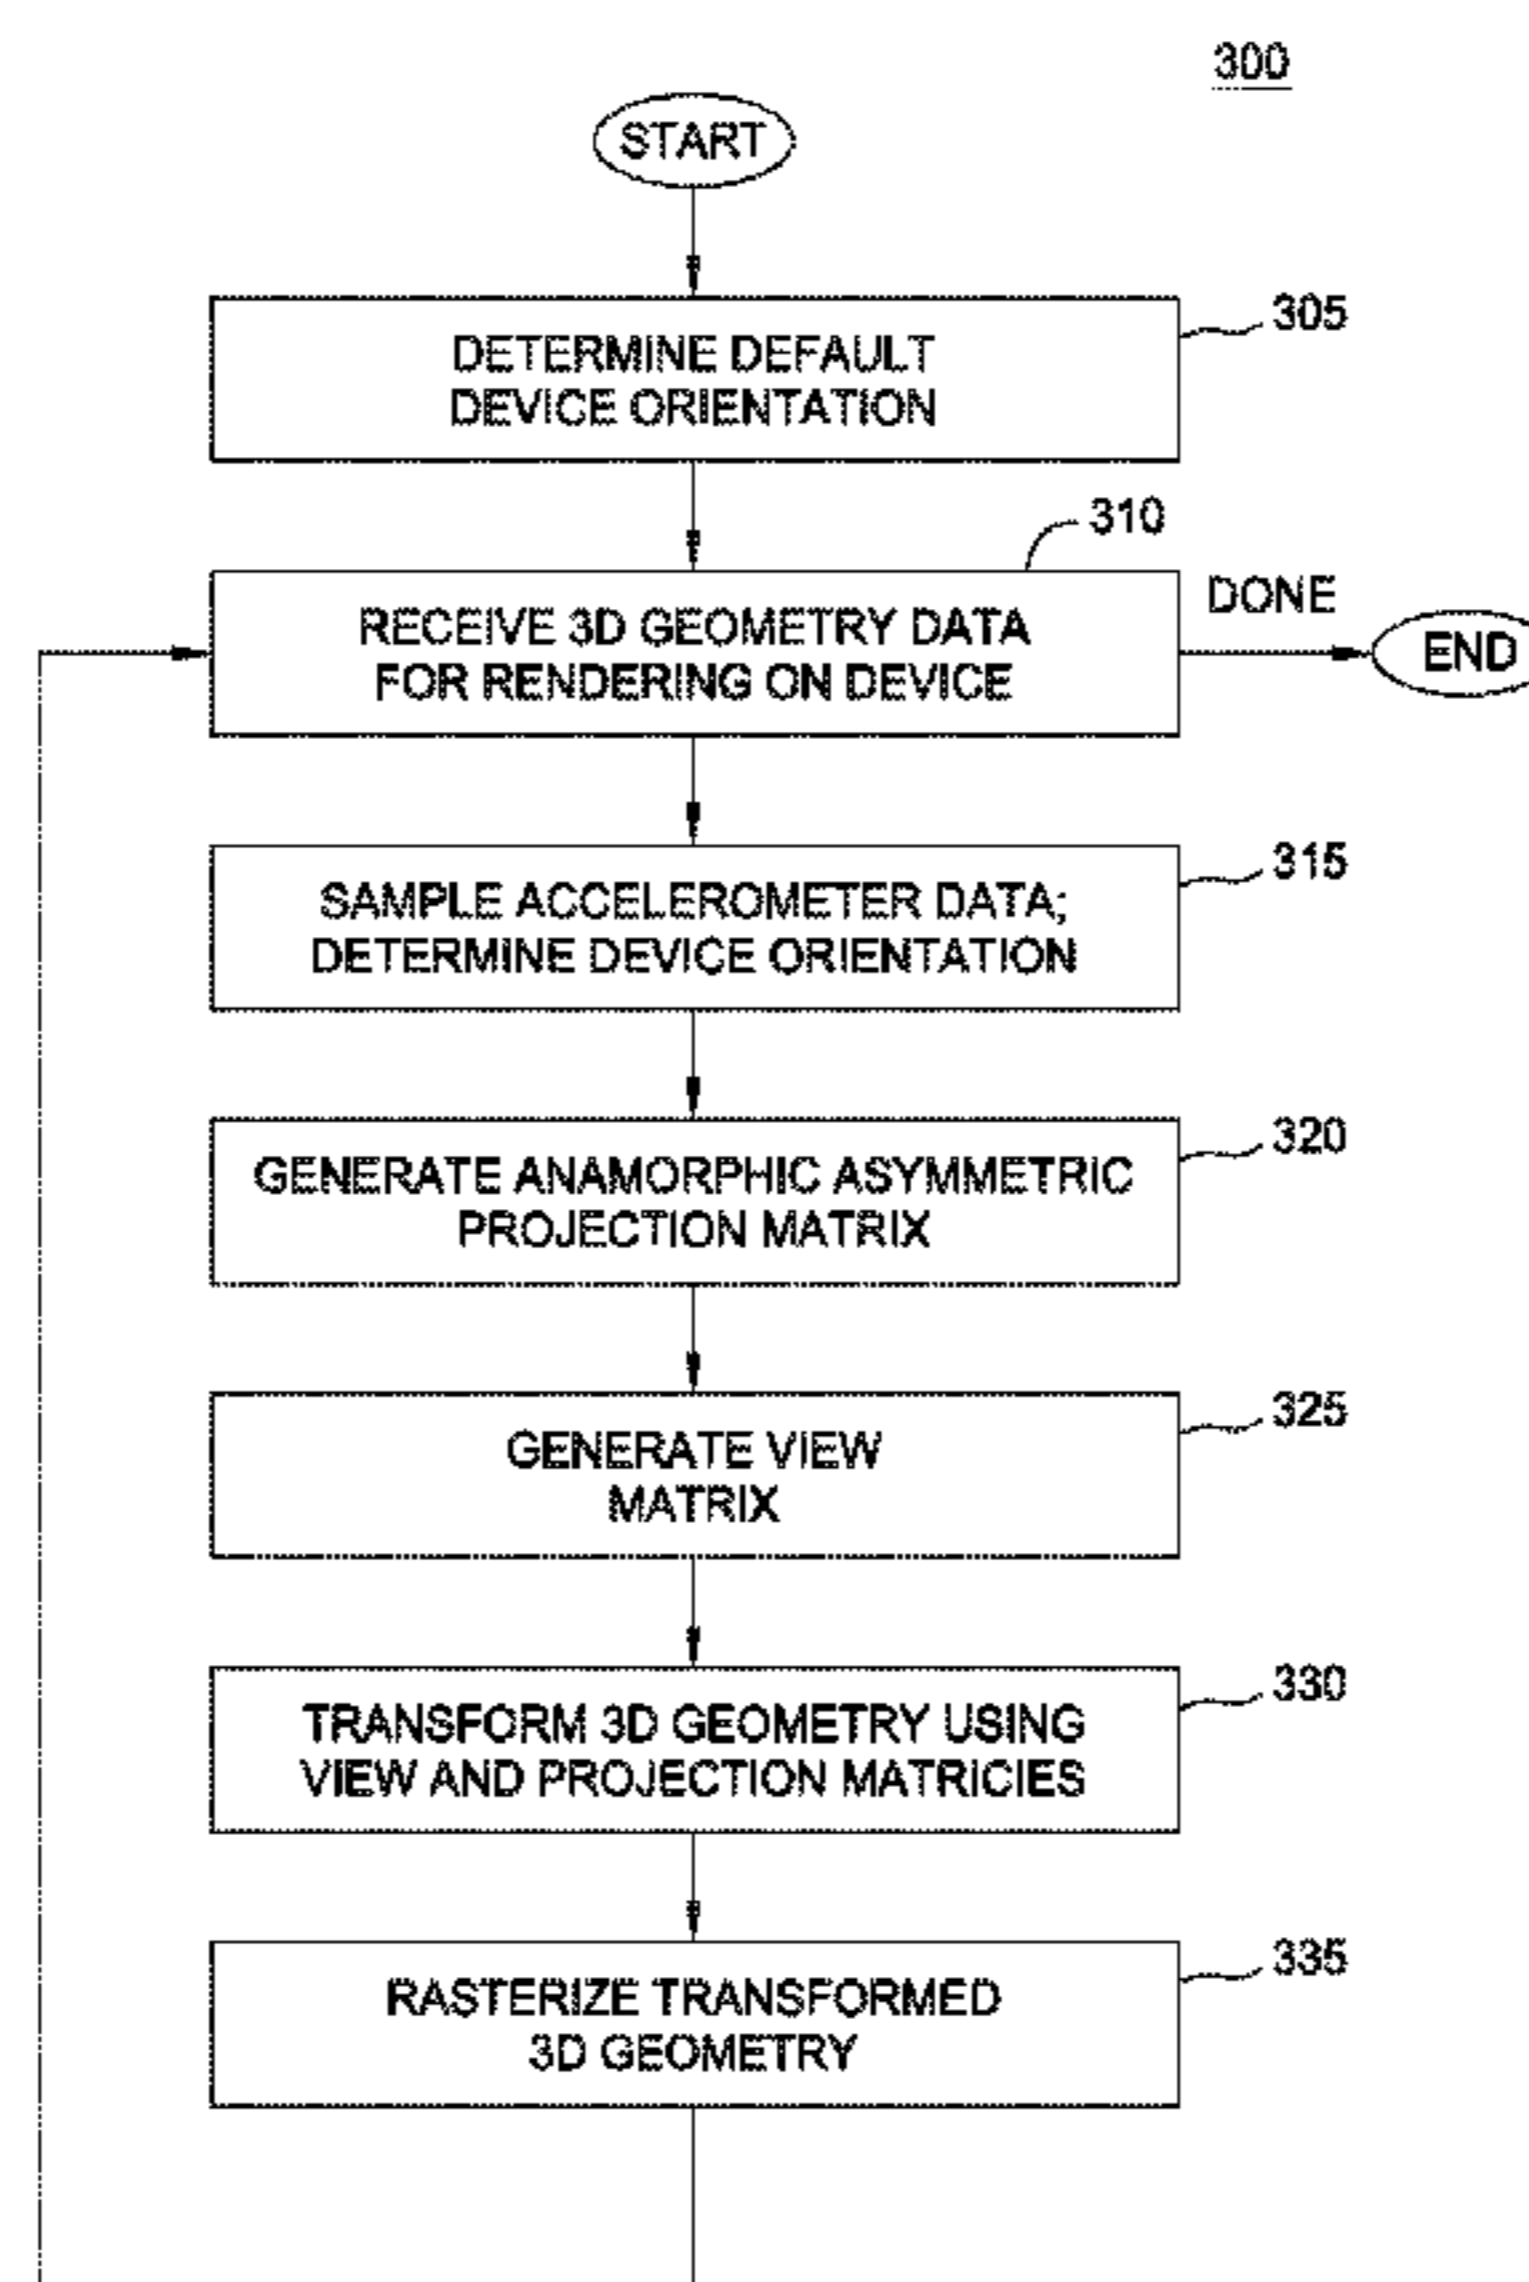 300
START
305
DETERMINE DEFAULT
DEVICE ORIENTATION
310
RECEIVE 3D GEOMETRY DATA
FOR RENDERING ON DEVICE
DONE
END
315
SAMPLE ACCELEROMETER DATA;
DETERMINE DEVICE ORIENTATION
320
GENERATE ANAMORPHIC ASYMMETRIC
PROJECTION MATRIX
325
GENERATE VIEW
MATRIX
330
TRANSFORM 3D GEOMETRY USING
VIEW AND PROJECTION MATRICIES
335
RASTERIZE TRANSFORMED
3D GEOMETRY